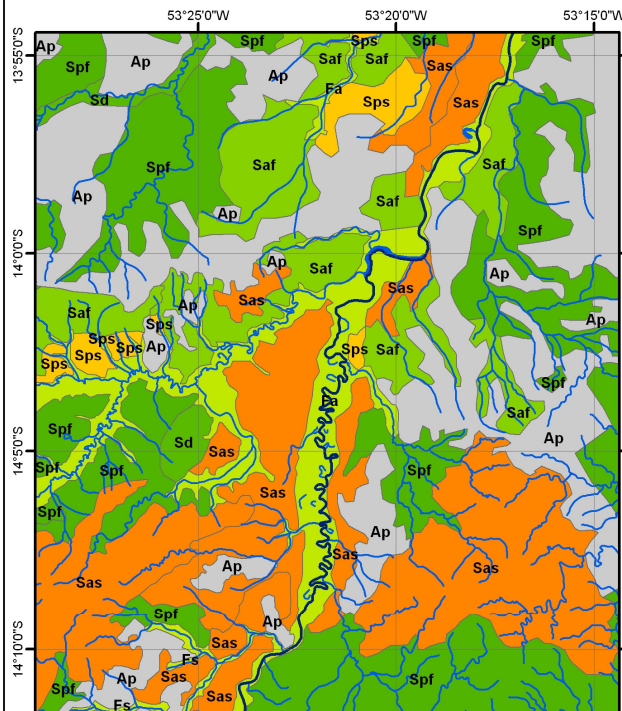 53°25'0"S 53°20'0"S 53°15'0"S
13°55'0"S
14°0'0"S
14°5'0"S
14°10'0"S
Ap Spf Sps Spf Spf
Spf Ap Ap Saf Saf Sas
Sd Fa Sps Sas
Spf Saf Saf
Ap Ap Saf Spf
Ap Saf Sas Ap
Sas Ap
Saf Sps Ap
Sps Sps Sps Sps Ap Sps Saf Spf
Saf
Spf Sd Sas Ap
Spf Spf Spf
Spf Sas Ap
Sas Ap Sas Sas
Spf Sas Ap
Fs
Spf Ap Sas Spf
Fs Sas